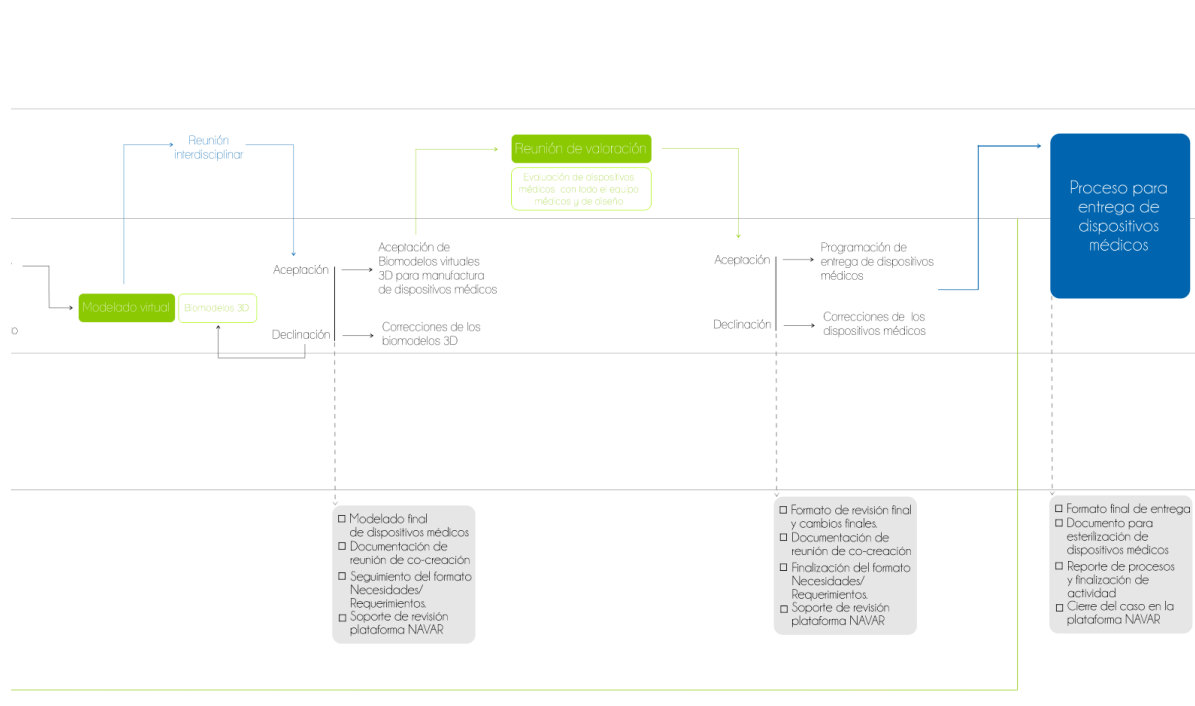 Reunión
interdisciplinar
Reunión de valoración
Evaluación de dispositivos
médicos con todo el equipo
médicos y de diseño
Proceso para
entrega de
dispositivos
médicos
Modelado virtual
Biomodelos 3D
Aceptación
Declinación
Aceptación de
Biomodelos virtuales
3D para manufactura
de dispositivos médicos
Correcciones de los
biomodelos 3D
Aceptación
Declinación
Programación de
entrega de dispositivos
médicos
Correcciones de los
dispositivos médicos
Modelado final
de dispositivos médicos
Documentación de
reunión de co-creación
Seguimiento del formato
Necesidades/
Requerimientos.
Soporte de revisión
plataforma NAVAR
Formato de revisión final
y cambios finales.
Documentación de
reunión de co-creación
Finalización del formato
Necesidades/
Requerimientos.
Soporte de revisión
plataforma NAVAR
Formato final de entrega
Documento para
esterilización de
dispositivos médicos
Reporte de procesos
y finalización de
actividad
Cierre del caso en la
plataforma NAVAR